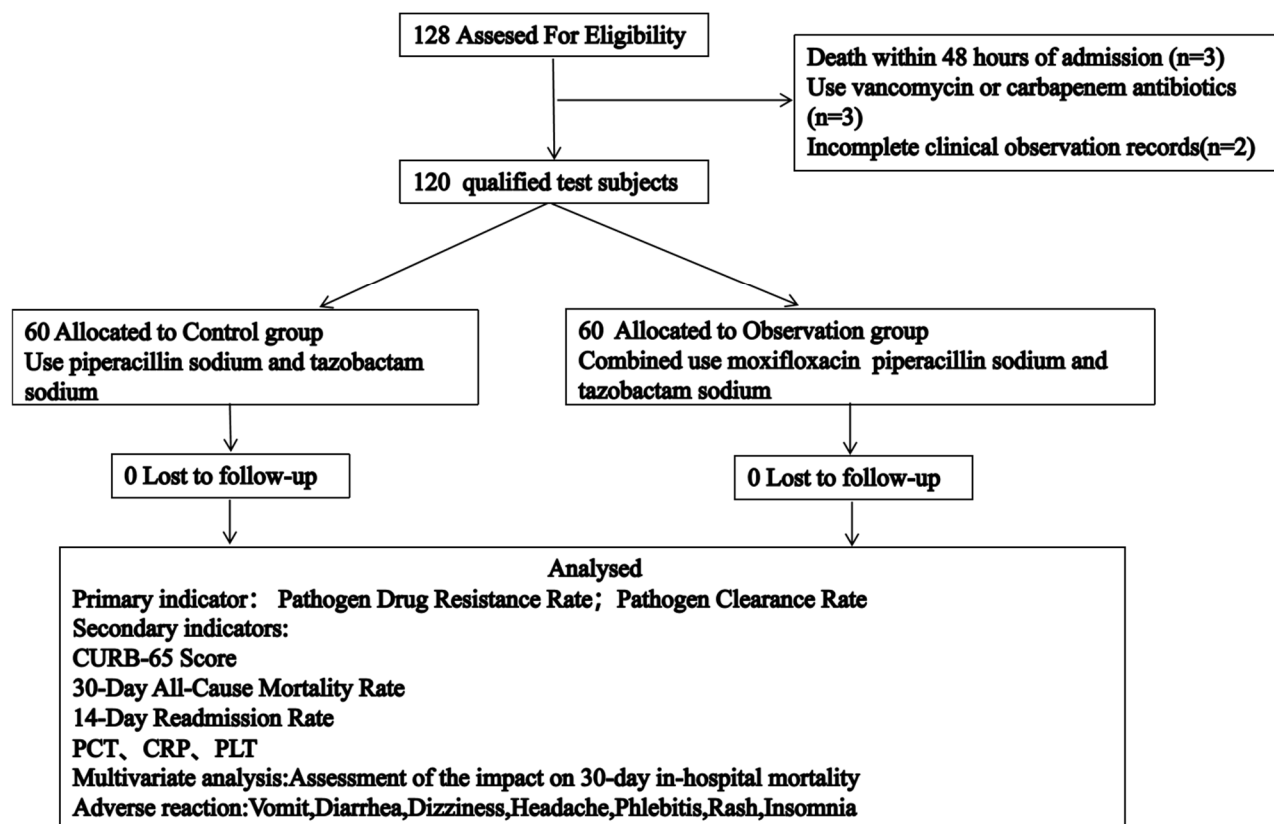 128 Assesed For Eligibility
Death within 48 hours of admission (n=3)
Use vancomycin or carbapenem antibiotics
(n=3)
Incomplete clinical observation records(n=2)
120 qualified test subjects
60 Allocated to Control group
Use piperacillin sodium and tazobactam
sodium
60 Allocated to Observation group
Combined use moxifloxacin piperacillin sodium and
tazobactam sodium
0 Lost to follow-up
0 Lost to follow-up
Analysed
Primary indicator： Pathogen Drug Resistance Rate；Pathogen Clearance Rate
Secondary indicators:
CURB-65 Score
30-Day All-Cause Mortality Rate
14-Day Readmission Rate
PCT、CRP、PLT
Multivariate analysis:Assessment of the impact on 30-day in-hospital mortality
Adverse reaction:Vomit,Diarrhea,Dizziness,Headache,Phlebitis,Rash,Insomnia